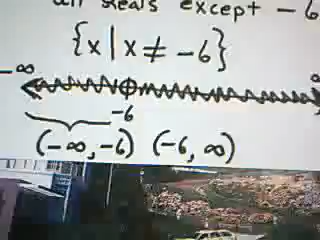 all reals except -6
{x | x ≠ -6}
-∞
-6
(-∞, -6) (-6, ∞)